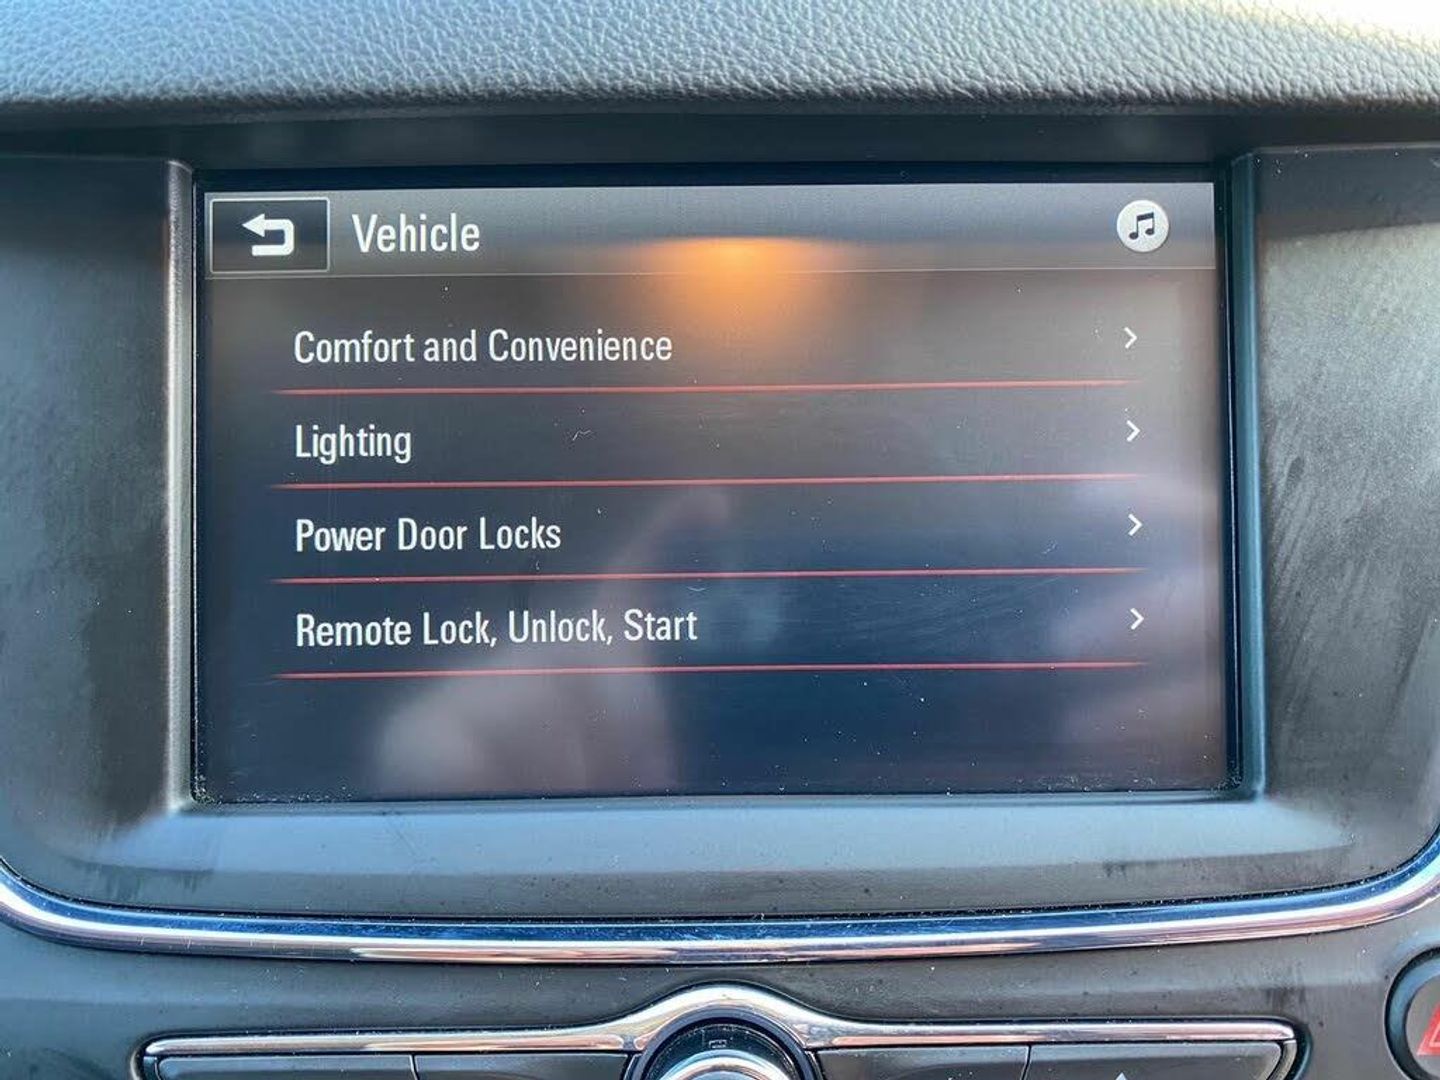 Vehicle
Comfort and Convenience
Lighting
Power Door Locks
Remote Lock, Unlock, Start